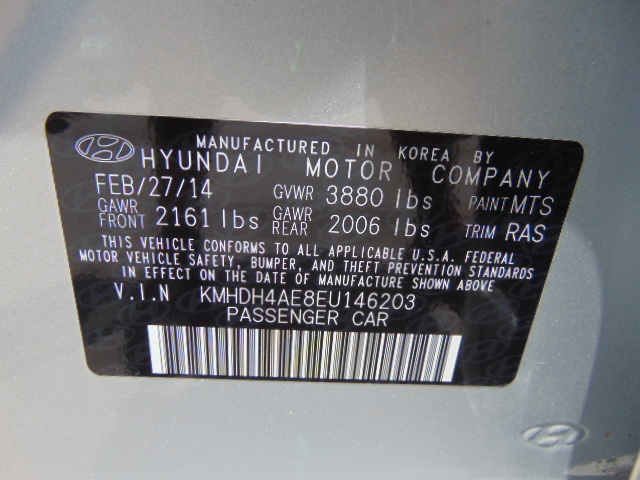 MANUFACTURED IN KOREA BY
HYUNDAI MOTOR COMPANY
FEB/27/14 GVWR 3880 lbs PAINT MTS
GAWR FRONT 2161 lbs GAWR REAR 2006 lbs TRIM RAS
THIS VEHICLE CONFORMS TO ALL APPLICABLE U.S.A. FEDERAL
MOTOR VEHICLE SAFETY, BUMPER, AND THEFT PREVENTION STANDARDS
IN EFFECT ON THE DATE OF MANUFACTURE SHOWN ABOVE
V.I.N KMHDH4AE8EU146203
PASSENGER CAR